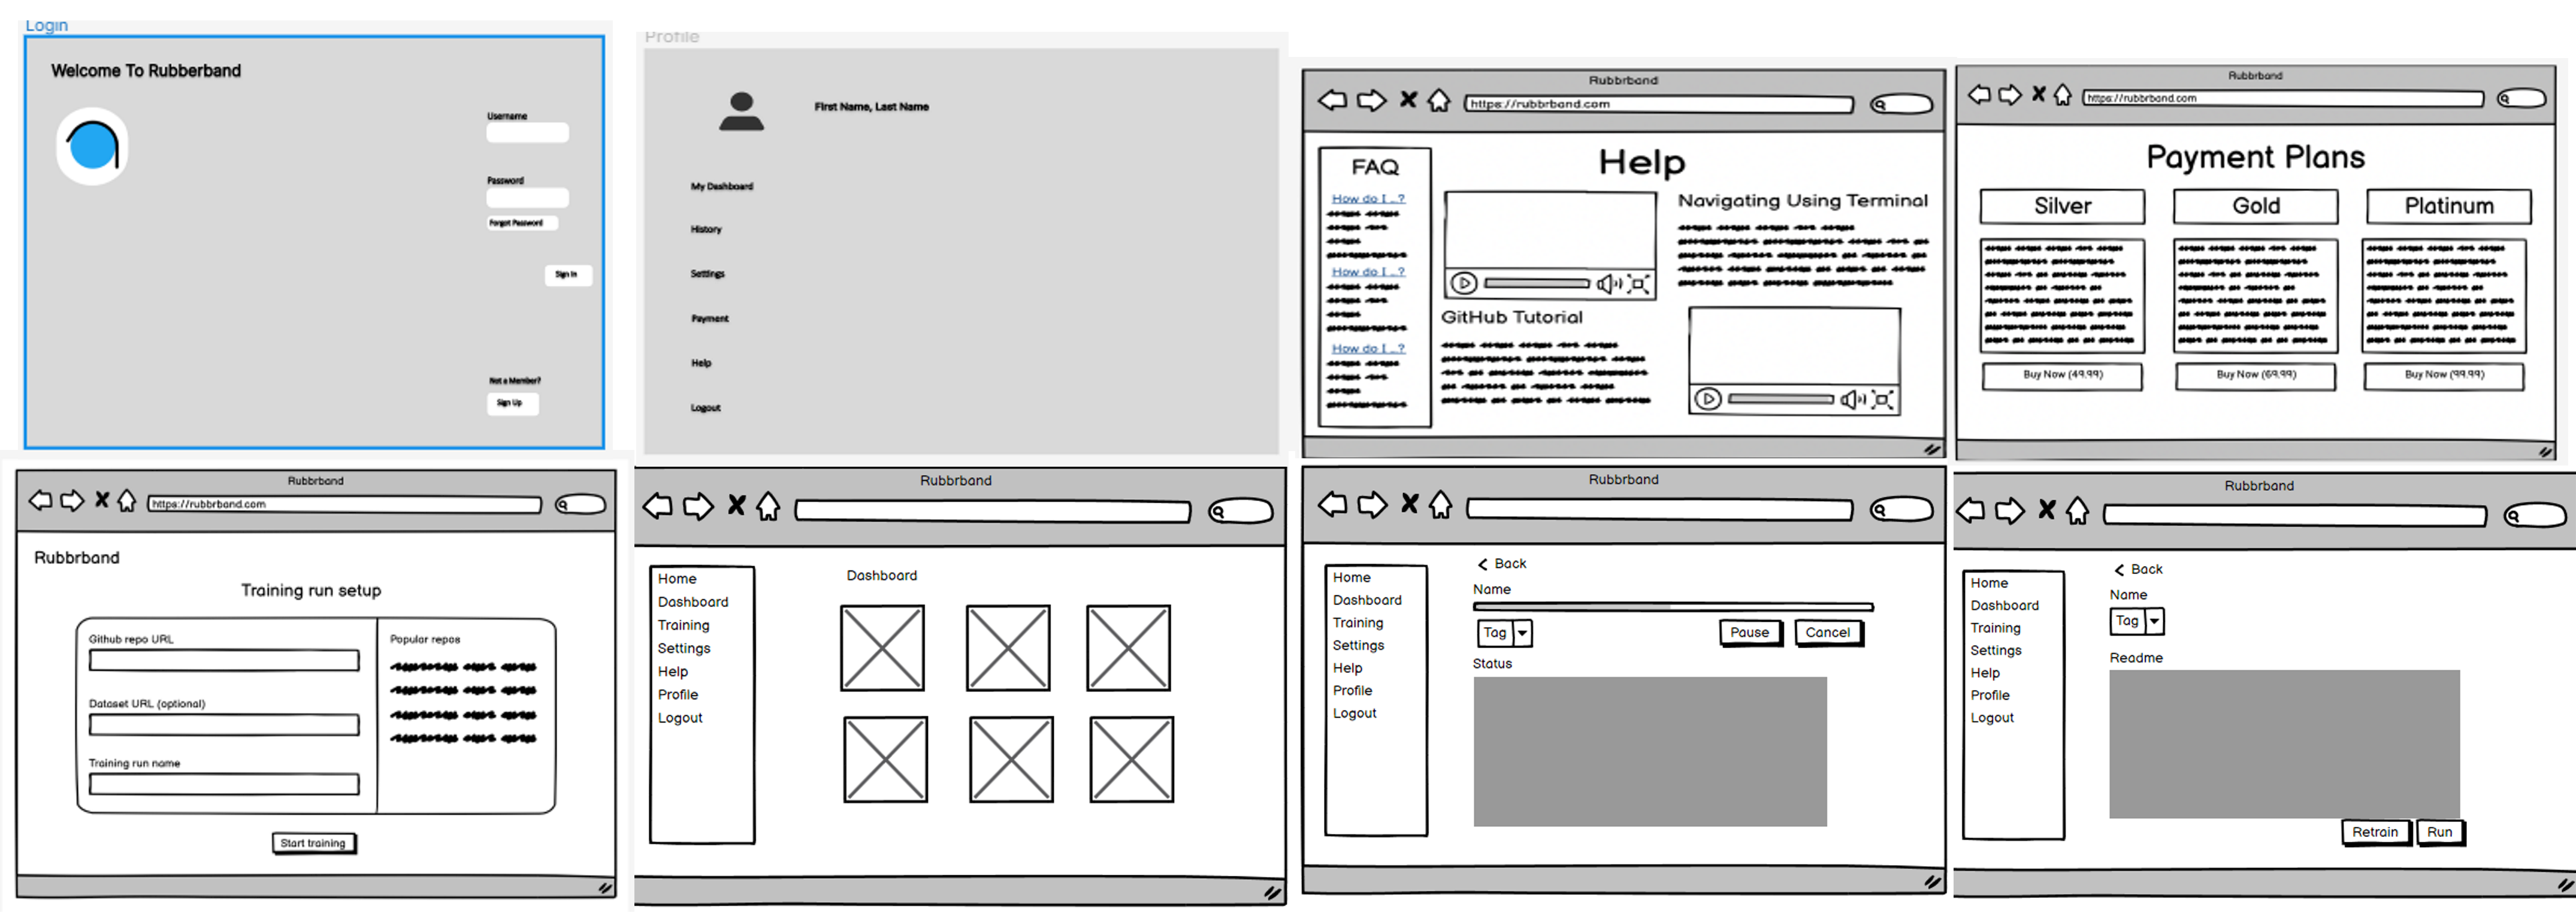 Login
Welcome To Rubberband
Username
Password
Forgot Password
Sign In
Not a Member?
Sign Up
Profile
First Name, Last Name
My Dashboard
History
Settings
Payment
Help
Logout
Rubbrband
https://rubbrband.com
FAQ
How do I ...?
How do I ...?
How do I ...?
Help
Navigating Using Terminal
GitHub Tutorial
Rubbrband
https://rubbrband.com
Payment Plans
Silver
Gold
Platinum
Buy Now (49.99)
Buy Now (69.99)
Buy Now (99.99)
Rubbrband
https://rubbrband.com
Rubbrband
Training run setup
Github repo URL
Dataset URL (optional)
Training run name
Popular repos
Start training
Rubbrband
Home
Dashboard
Training
Settings
Help
Profile
Logout
Dashboard
Rubbrband
Home
Dashboard
Training
Settings
Help
Profile
Logout
Back
Name
Tag
Pause
Cancel
Status
Rubbrband
Home
Dashboard
Training
Settings
Help
Profile
Logout
Back
Name
Tag
Readme
Retrain
Run